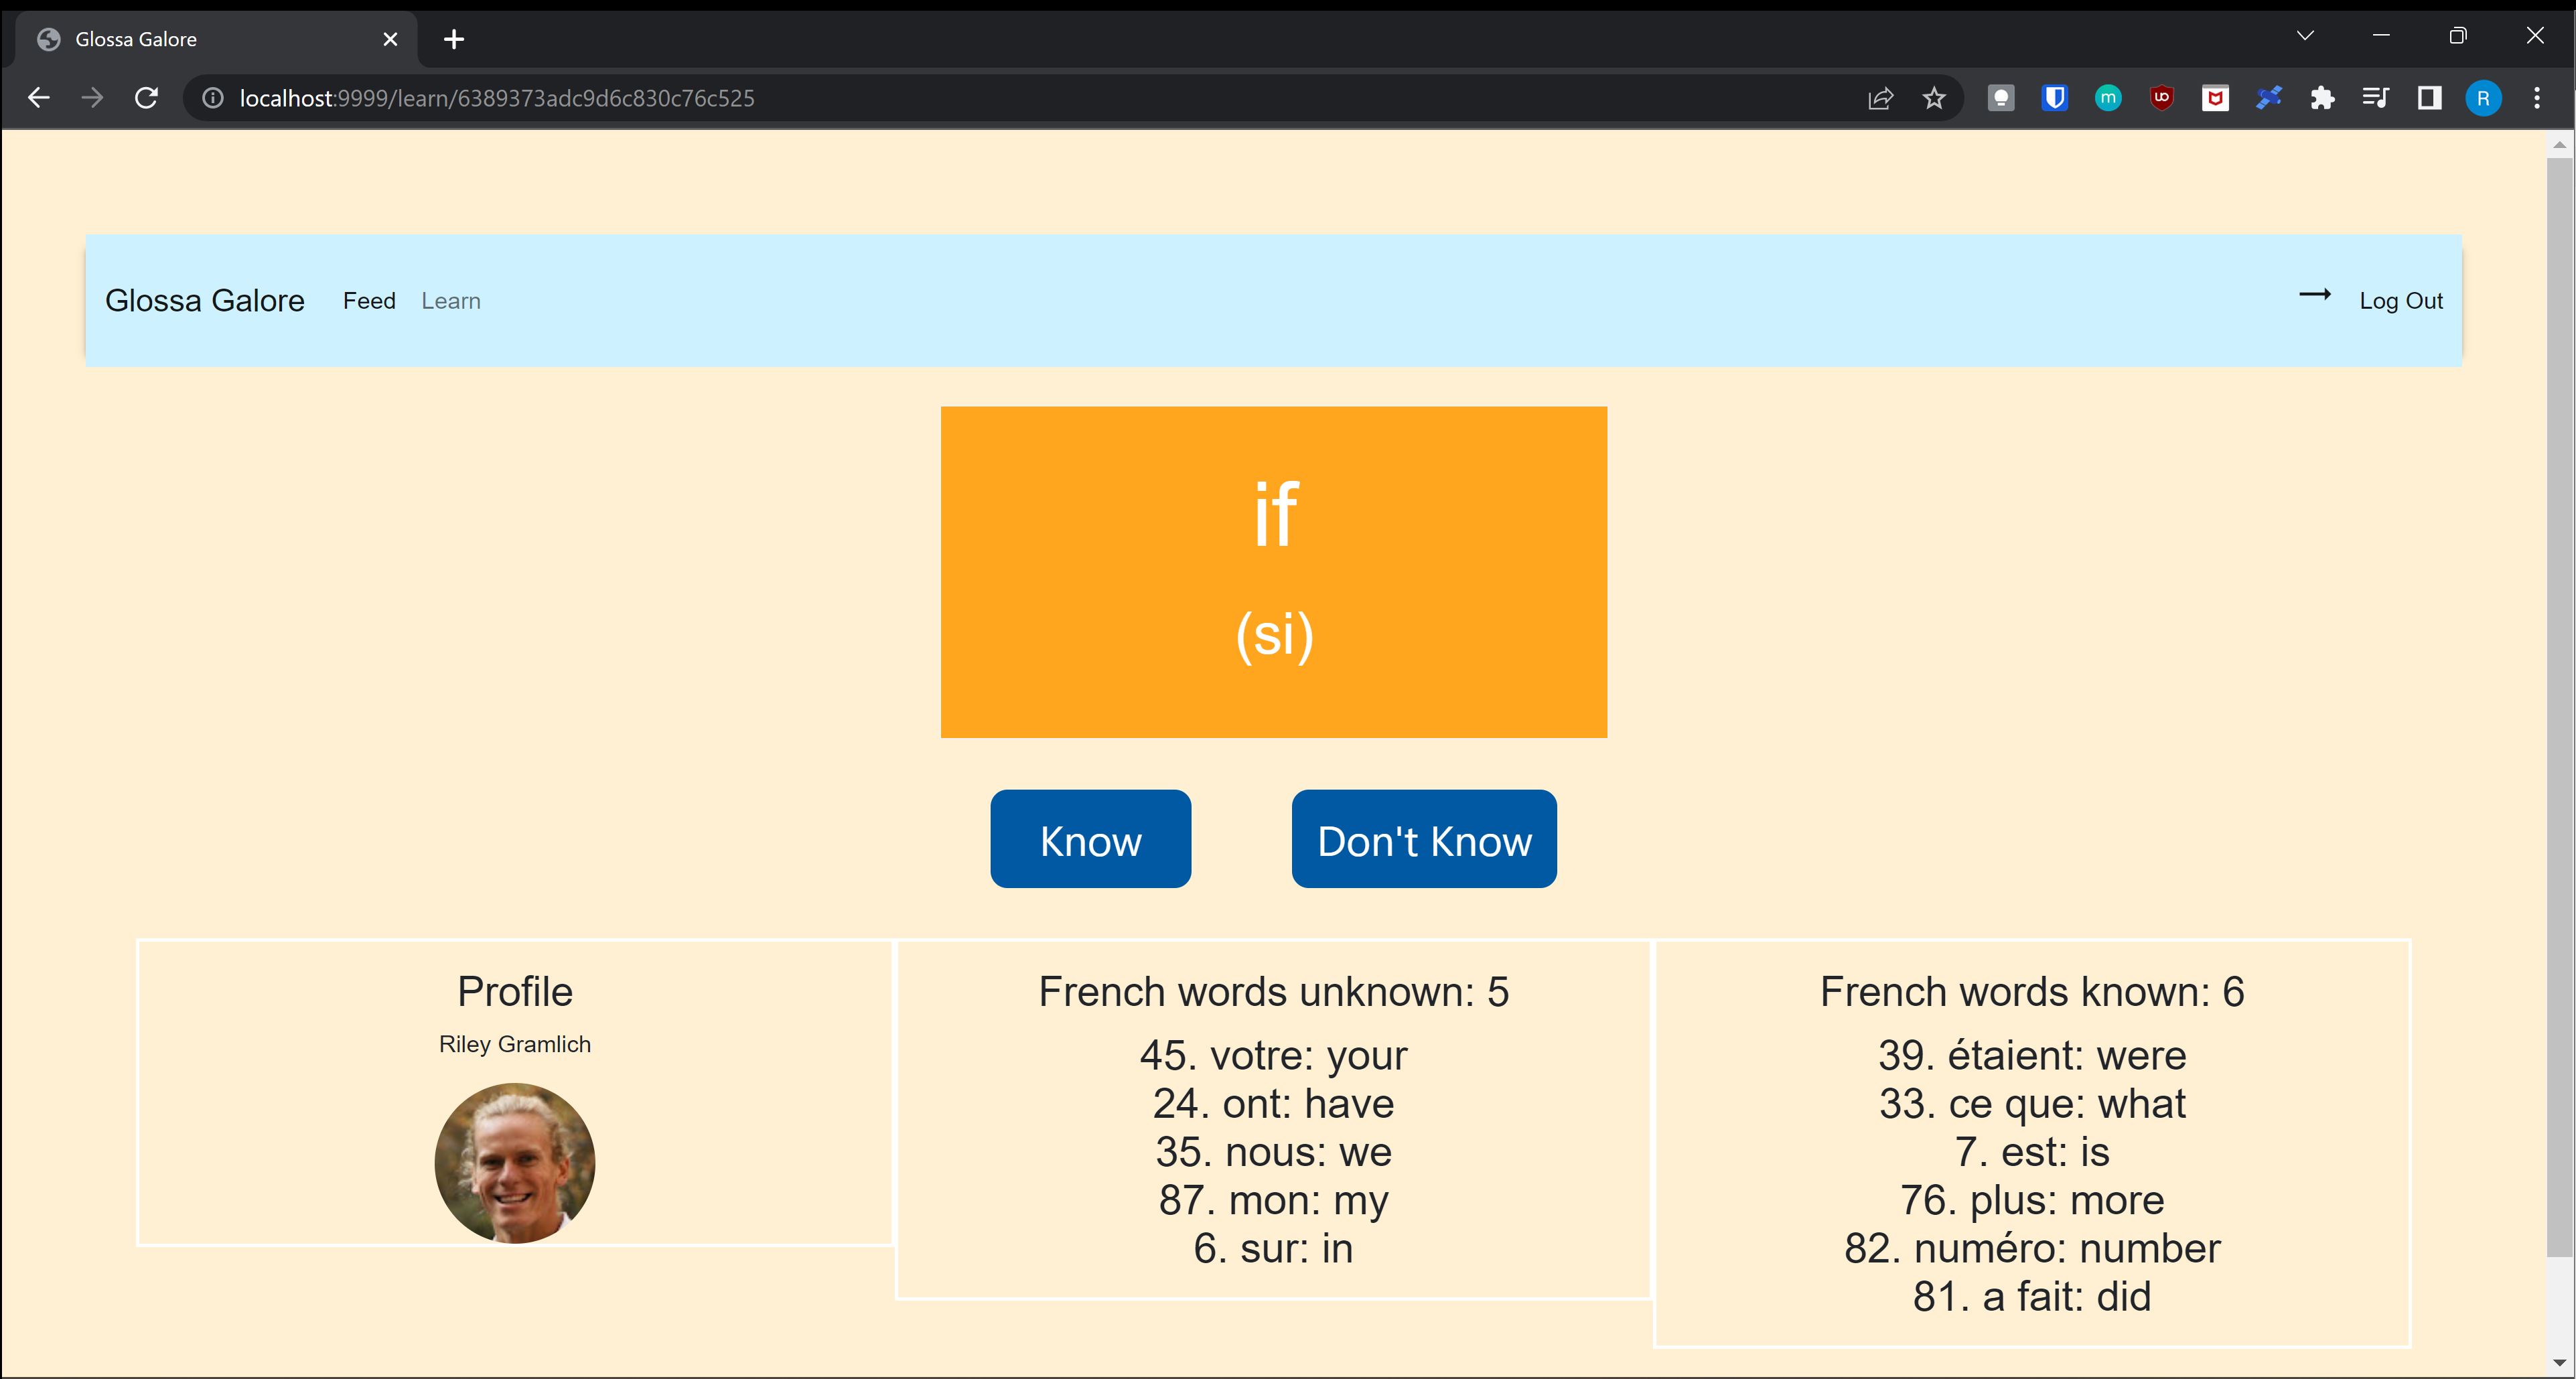 Glossa Galore
localhost:9999/learn/6389373adc9d6c830c76c525
m
UO
R
Glossa Galore Feed Learn Log Out
if
(si)
Know Don't Know
Profile
Riley Gramlich
French words unknown: 5
45. votre: your
24. ont: have
35. nous: we
87. mon: my
6. sur: in
French words known: 6
39. étaient: were
33. ce que: what
7. est: is
76. plus: more
82. numéro: number
81. a fait: did